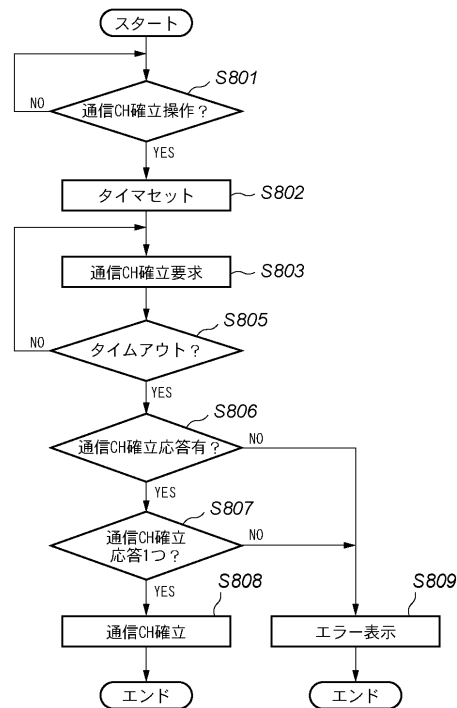 スタート
S801
通信CH確立操作？
NO
YES
タイマセット
S802
通信CH確立要求
S803
S805
タイムアウト？
NO
YES
S806
通信CH確立応答有？
NO
YES
S807
通信CH確立
応答1つ？
NO
YES
S808
通信CH確立
S809
エラー表示
エンド
エンド